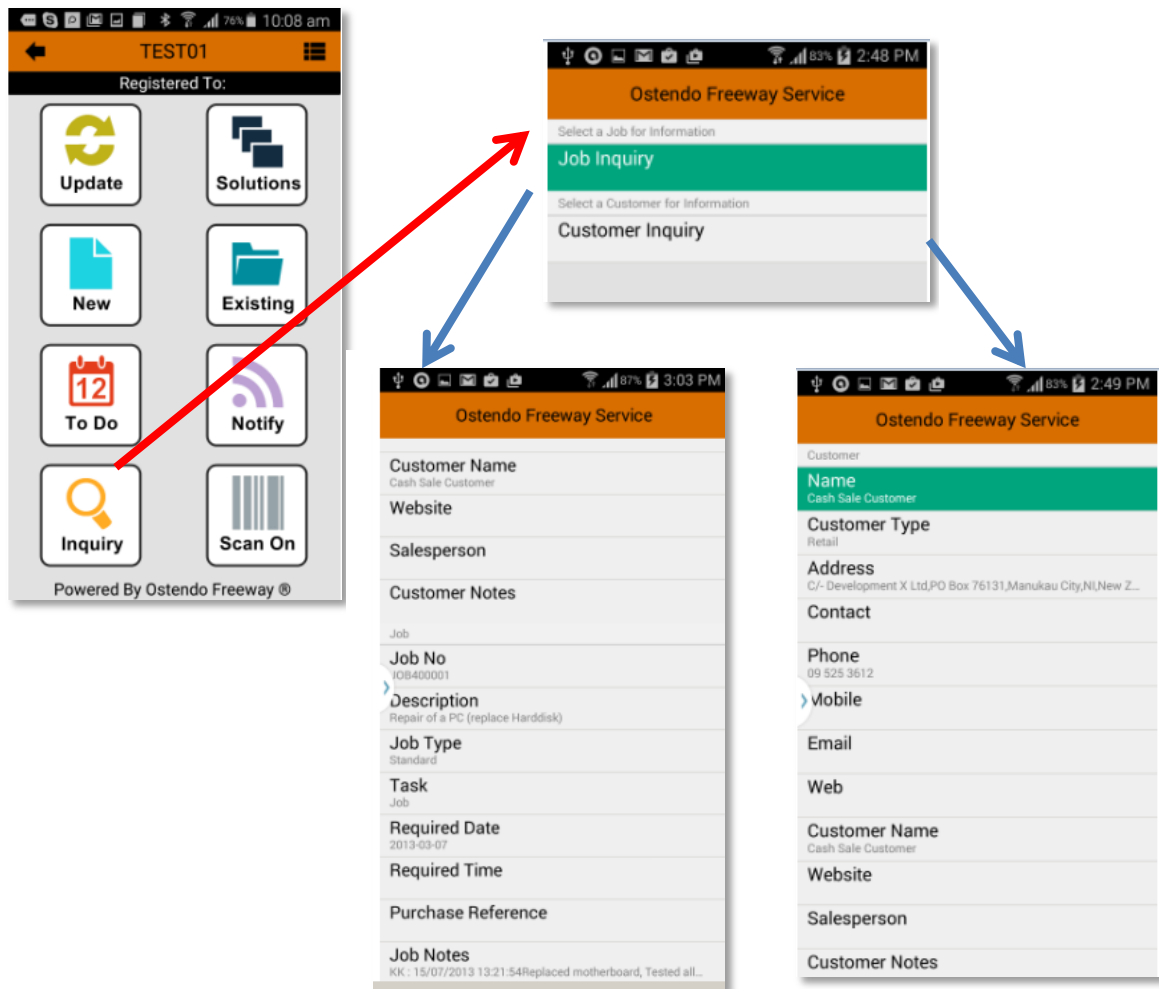 76% 10:08 am
TEST01
Registered To:
Update
Solutions
New
Existing
12
To Do
Notify
Inquiry
Scan On
Powered By Ostendo Freeway ®
83% 2:48 PM
Ostendo Freeway Service
Select a Job for Information
Job Inquiry
Select a Customer for Information
Customer Inquiry
87% 3:03 PM
Ostendo Freeway Service
Customer Name
Cash Sale Customer
Website
Salesperson
Customer Notes
Job
Job No
JOB400001
Description
Repair of a PC (replace Harddisk)
Job Type
Standard
Task
Job
Required Date
2013-03-07
Required Time
Purchase Reference
Job Notes
KK : 15/07/2013 13:21:54Replaced motherboard, Tested all...
83% 2:49 PM
Ostendo Freeway Service
Customer
Name
Cash Sale Customer
Customer Type
Retail
Address
C/- Development X Ltd,PO Box 76131,Manukau City,NI,New Z...
Contact
Phone
09 525 3612
Mobile
Email
Web
Customer Name
Cash Sale Customer
Website
Salesperson
Customer Notes